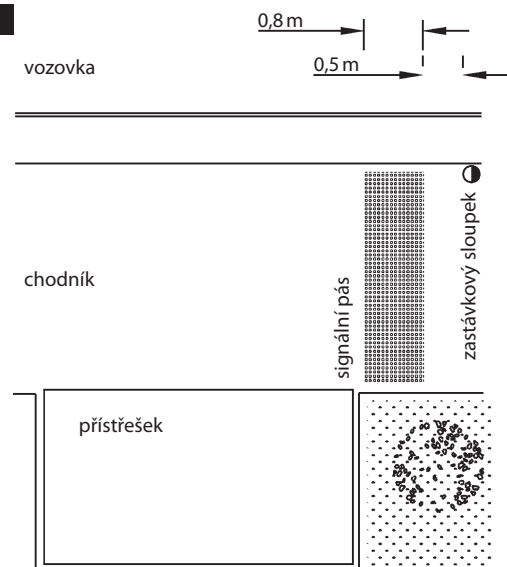 0,8 m
vozovka
0,5 m
chodník
signální pás
zastávkový sloupek
přístřešek